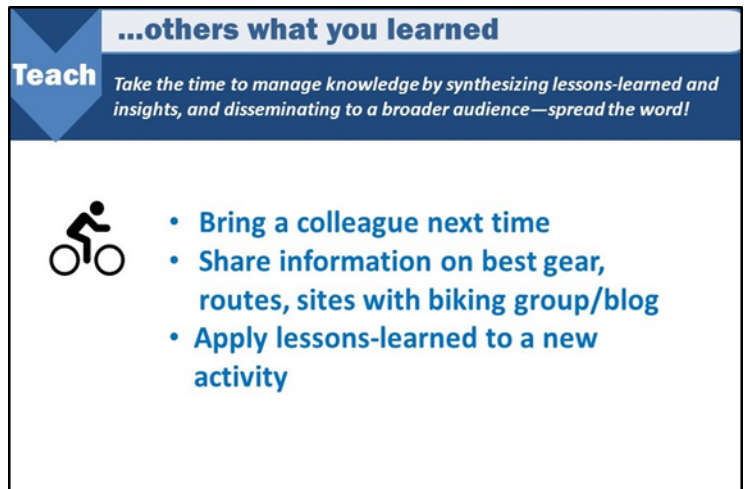 ...others what you learned
Teach
Take the time to manage knowledge by synthesizing lessons-learned and
insights, and disseminating to a broader audience—spread the word!
• Bring a colleague next time
• Share information on best gear,
routes, sites with biking group/blog
• Apply lessons-learned to a new
activity